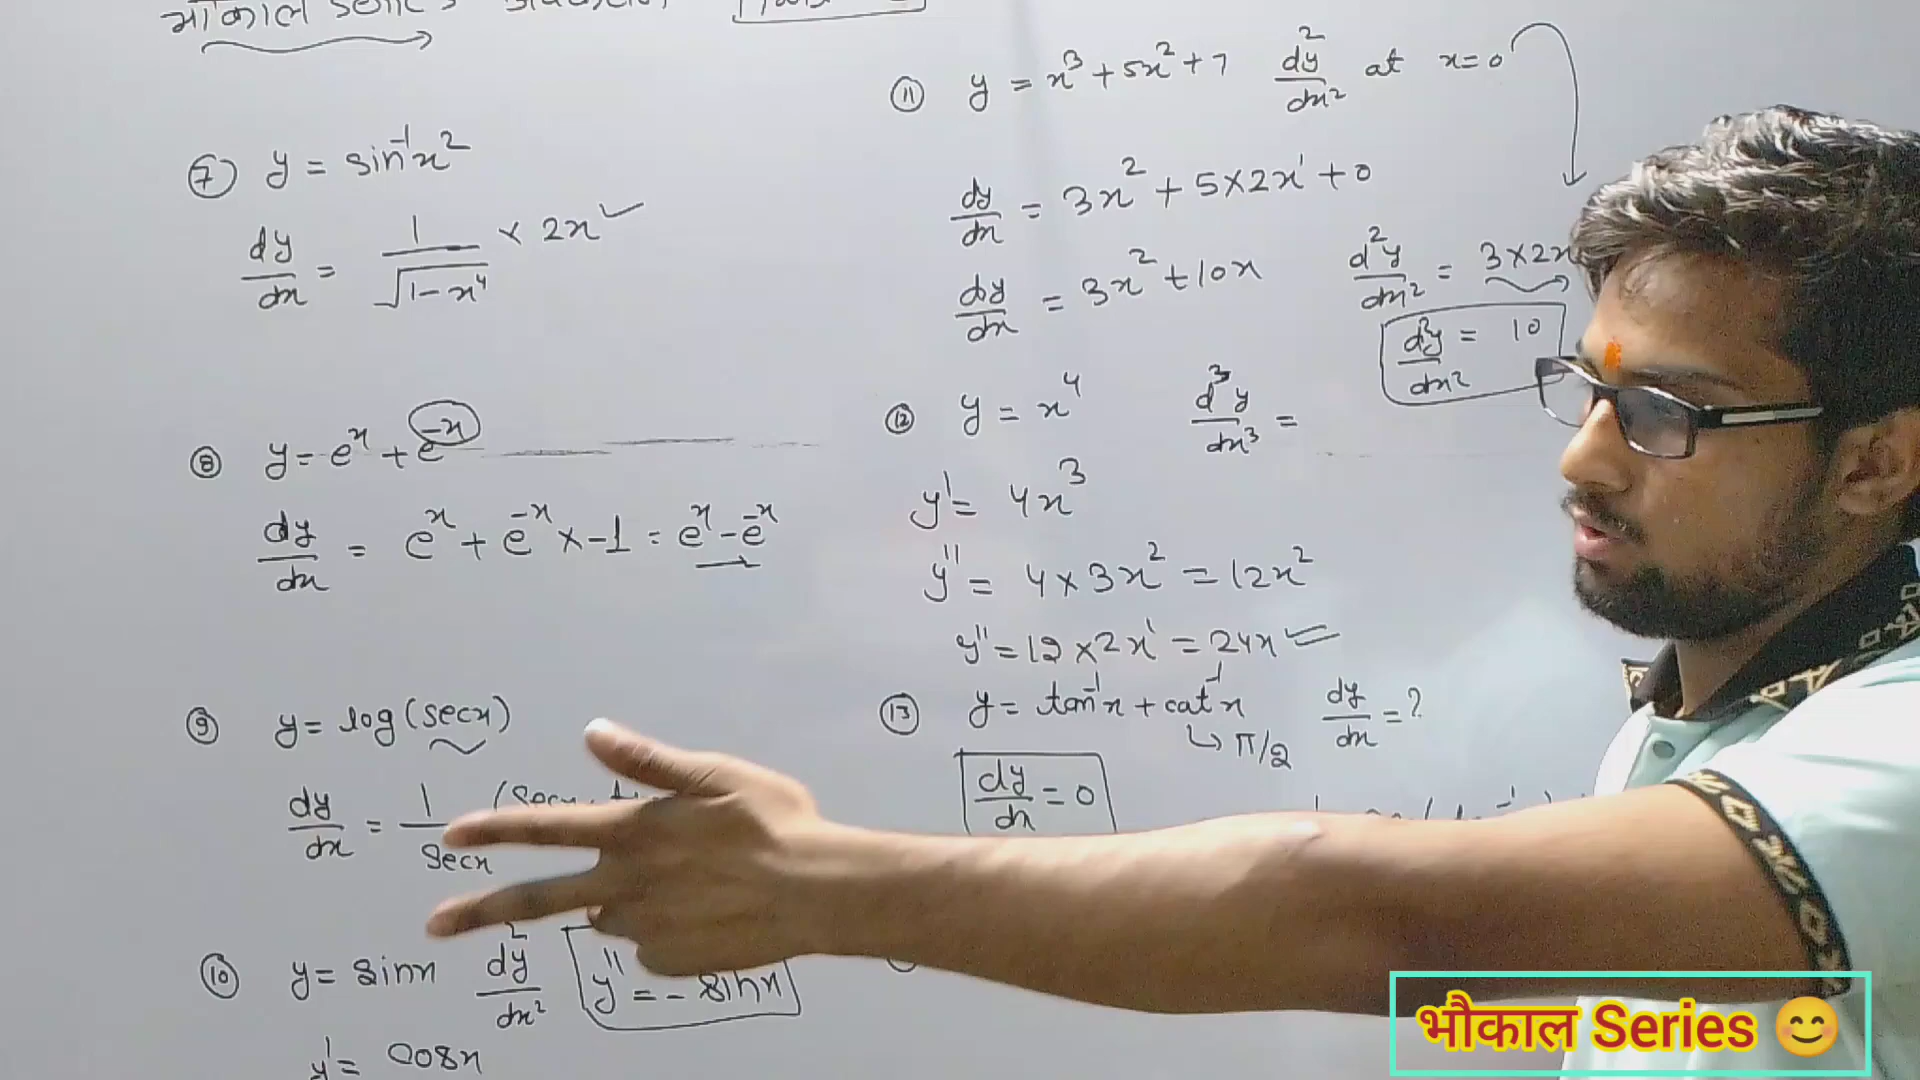 भौकाल
⑦ y = sin⁻¹x²
dy/dx = 1/√(1-x⁴) × 2x ✓
⑧ y = eˣ + e⁻ˣ
dy/dx = eˣ + e⁻ˣ × -1 = eˣ - e⁻ˣ
⑨ y = log(secx)
dy/dx = 1/secx (secx
⑩ y = sinx d²y/dx² y'' = - sinx
y' = cosx
⑪ y = x³ + 5x² + 7 d²y/dx² at x=0
dy/dx = 3x² + 5×2x¹ + 0
dy/dx = 3x² + 10x d²y/dx² = 3×2x
d²y/dx² = 10
⑫ y = x⁴ d³y/dx³ =
y' = 4x³
y'' = 4×3x² = 12x²
y'' = 12×2x¹ = 24x
⑬ y = tan⁻¹x + cat⁻¹x dy/dx = ?
↳ π/2
dy/dx = 0
भौकाल Series 😊